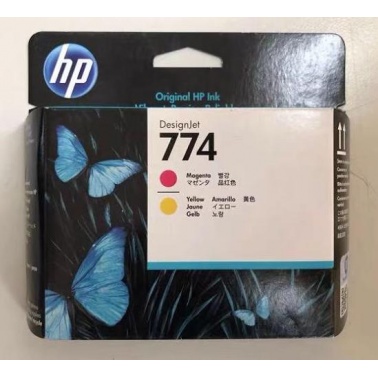 hp
Original HP Ink
DesignJet
774
Magenta 빨강
マゼンタ 品红色
Yellow Amarillo 黄色
Jaune イエロー
Gelb 노랑